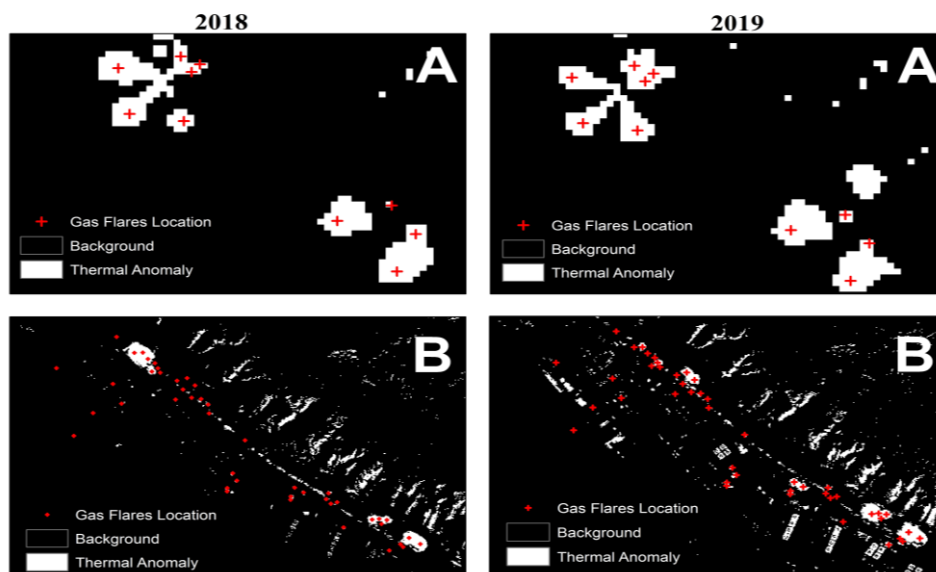 2018
2019
A
Gas Flares Location
Background
Thermal Anomaly
A
Gas Flares Location
Background
Thermal Anomaly
B
Gas Flares Location
Background
Thermal Anomaly
B
Gas Flares Location
Background
Thermal Anomaly